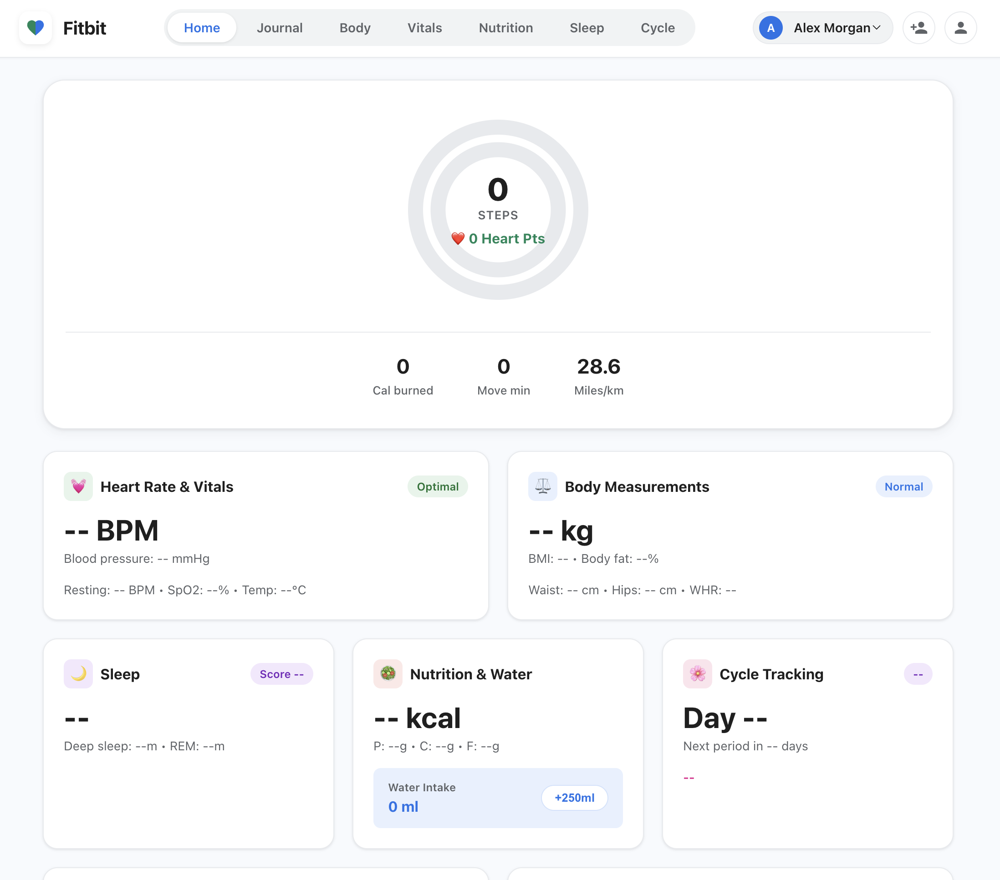 Fitbit
Home Journal Body Vitals Nutrition Sleep Cycle
A Alex Morgan
0
STEPS
❤️ 0 Heart Pts
0 0 28.6
Cal burned Move min Miles/km
Heart Rate & Vitals Optimal
-- BPM
Blood pressure: -- mmHg
Resting: -- BPM • SpO2: --% • Temp: --°C
Body Measurements Normal
-- kg
BMI: -- • Body fat: --%
Waist: -- cm • Hips: -- cm • WHR: --
Sleep Score --
--
Deep sleep: --m • REM: --m
Nutrition & Water
-- kcal
P: --g • C: --g • F: --g
Water Intake
0 ml
+250ml
Cycle Tracking --
Day --
Next period in -- days
--